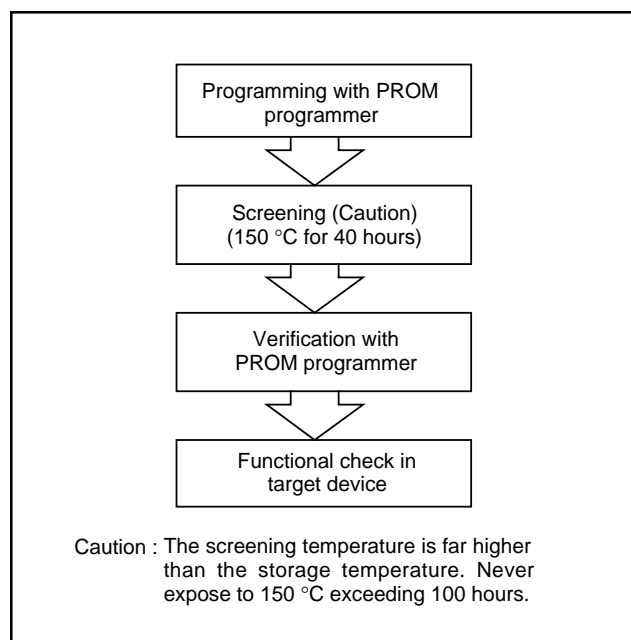 Programming with PROM
programmer
Screening (Caution)
(150 °C for 40 hours)
Verification with
PROM programmer
Functional check in
target device
Caution : The screening temperature is far higher
than the storage temperature. Never
expose to 150 °C exceeding 100 hours.